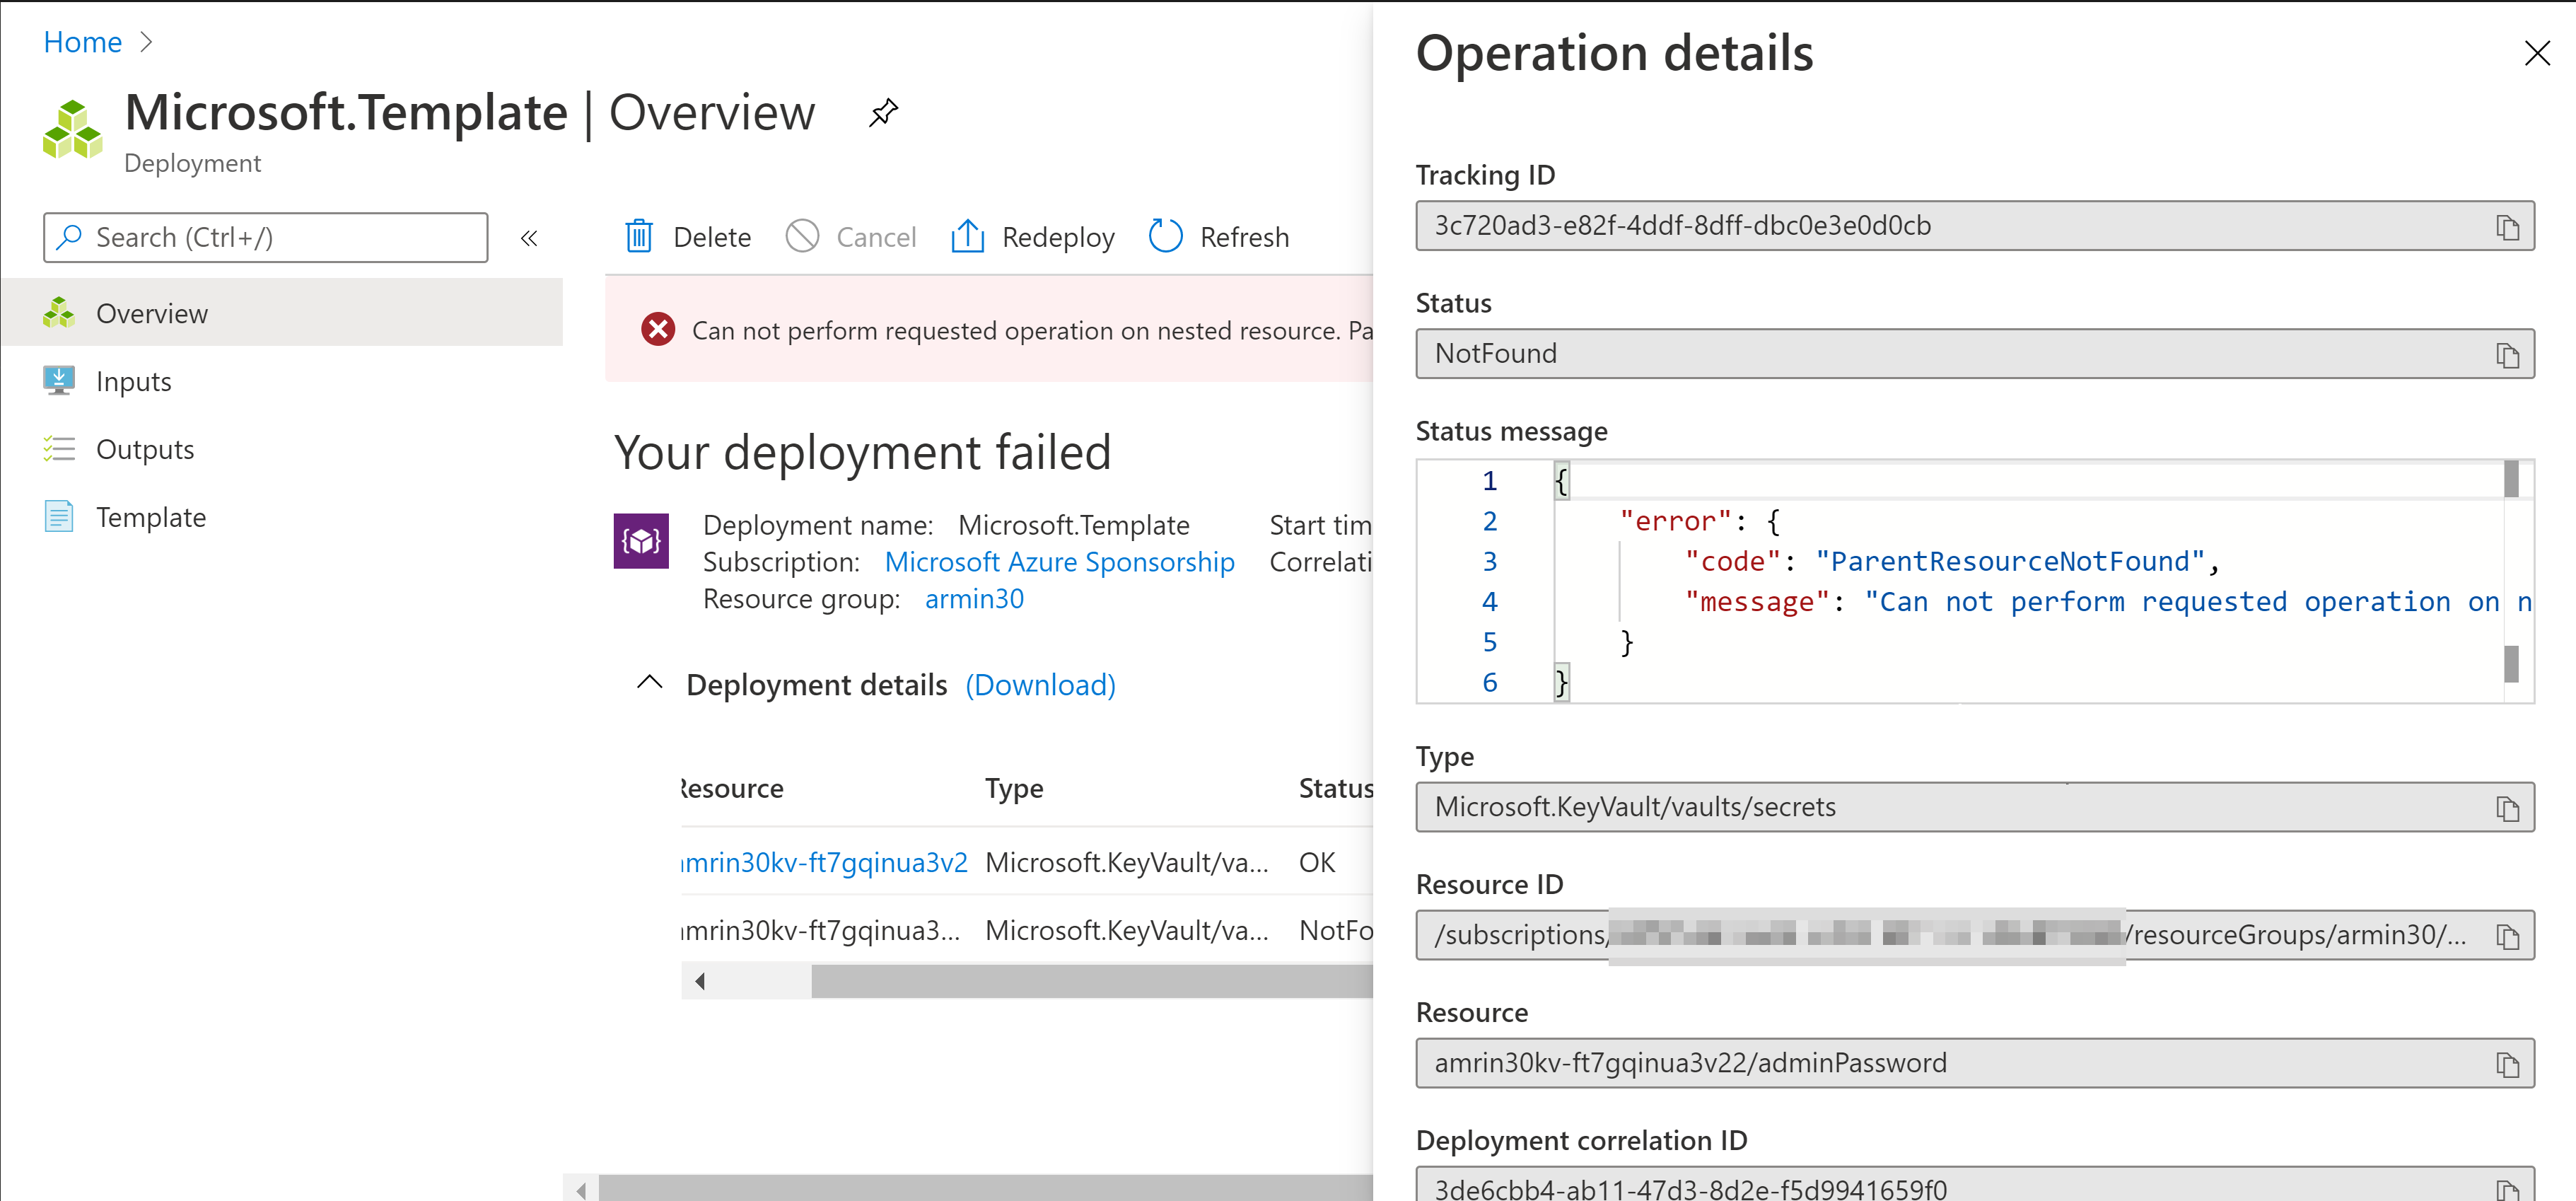 Home
Microsoft.Template | Overview
Deployment
Search (Ctrl+/)
«
Overview
Inputs
Outputs
Template
Delete
Cancel
Redeploy
Refresh
Can not perform requested operation on nested resource. Pa
Your deployment failed
Deployment name: Microsoft.Template
Subscription: Microsoft Azure Sponsorship
Resource group: armin30
Start tim
Correlati
Deployment details (Download)
Resource Type Status
amrin30kv-ft7gqinua3v2 Microsoft.KeyVault/va... OK
amrin30kv-ft7gqinua3... Microsoft.KeyVault/va... NotFo
Operation details
Tracking ID
3c720ad3-e82f-4ddf-8dff-dbc0e3e0d0cb
Status
NotFound
Status message
1 {
2 "error": {
3 "code": "ParentResourceNotFound",
4 "message": "Can not perform requested operation on n
5 }
6 }
Type
Microsoft.KeyVault/vaults/secrets
Resource ID
/subscriptions/ /resourceGroups/armin30/...
Resource
amrin30kv-ft7gqinua3v22/adminPassword
Deployment correlation ID
3de6cbb4-ab11-47d3-8d2e-f5d9941659f0